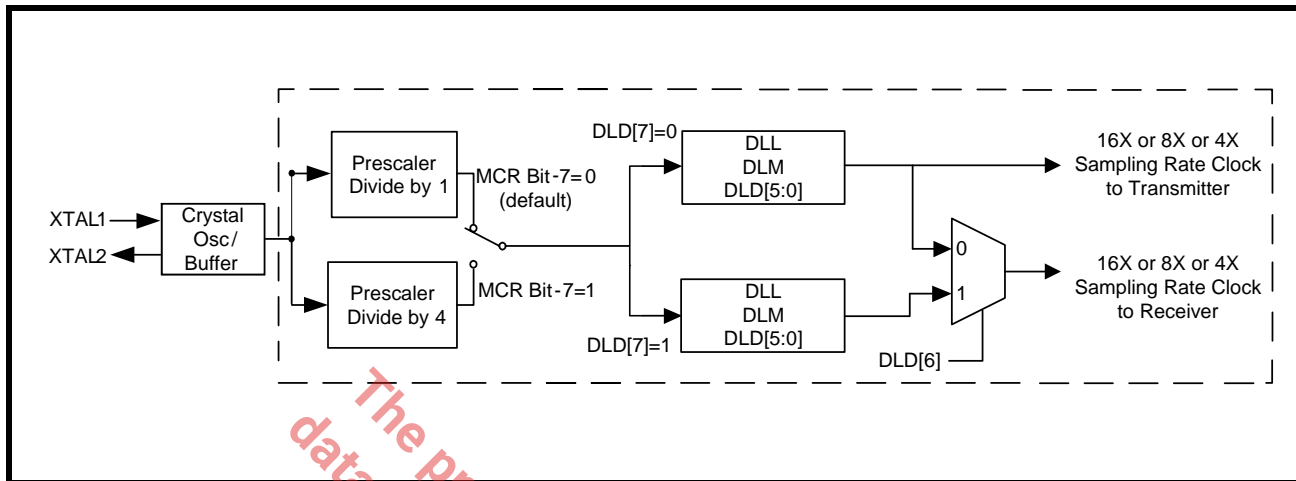 XTAL1
XTAL2
Crystal
Osc/
Buffer
Prescaler
Divide by 1
MCR Bit-7=0
(default)
Prescaler
Divide by 4
MCR Bit-7=1
DLD[7]=0
DLL
DLM
DLD[5:0]
DLD[7]=1
DLL
DLM
DLD[5:0]
0
1
DLD[6]
16X or 8X or 4X
Sampling Rate Clock
to Transmitter
16X or 8X or 4X
Sampling Rate Clock
to Receiver
The